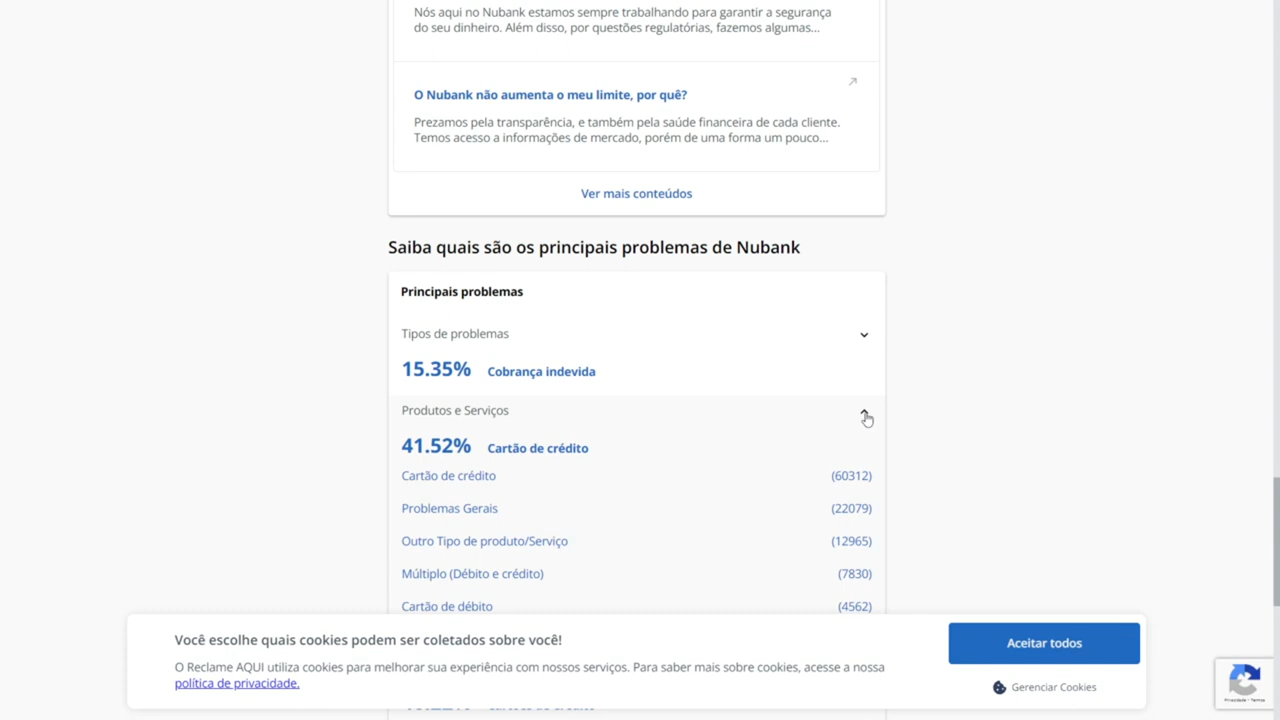 Nós aqui no Nubank estamos sempre trabalhando para garantir a segurança
do seu dinheiro. Além disso, por questões regulatórias, fazemos algumas...
O Nubank não aumenta o meu limite, por quê?
Prezamos pela transparência, e também pela saúde financeira de cada cliente.
Temos acesso a informações de mercado, porém de uma forma um pouco...
Ver mais conteúdos
Saiba quais são os principais problemas de Nubank
Principais problemas
Tipos de problemas
15.35% Cobrança indevida
Produtos e Serviços
41.52% Cartão de crédito
Cartão de crédito (60312)
Problemas Gerais (22079)
Outro Tipo de produto/Serviço (12965)
Múltiplo (Débito e crédito) (7830)
Cartão de débito (4562)
Você escolhe quais cookies podem ser coletados sobre você!
O Reclame AQUI utiliza cookies para melhorar sua experiência com nossos serviços. Para saber mais sobre cookies, acesse a nossa
política de privacidade.
Aceitar todos
Gerenciar Cookies
Privacidade - Termos